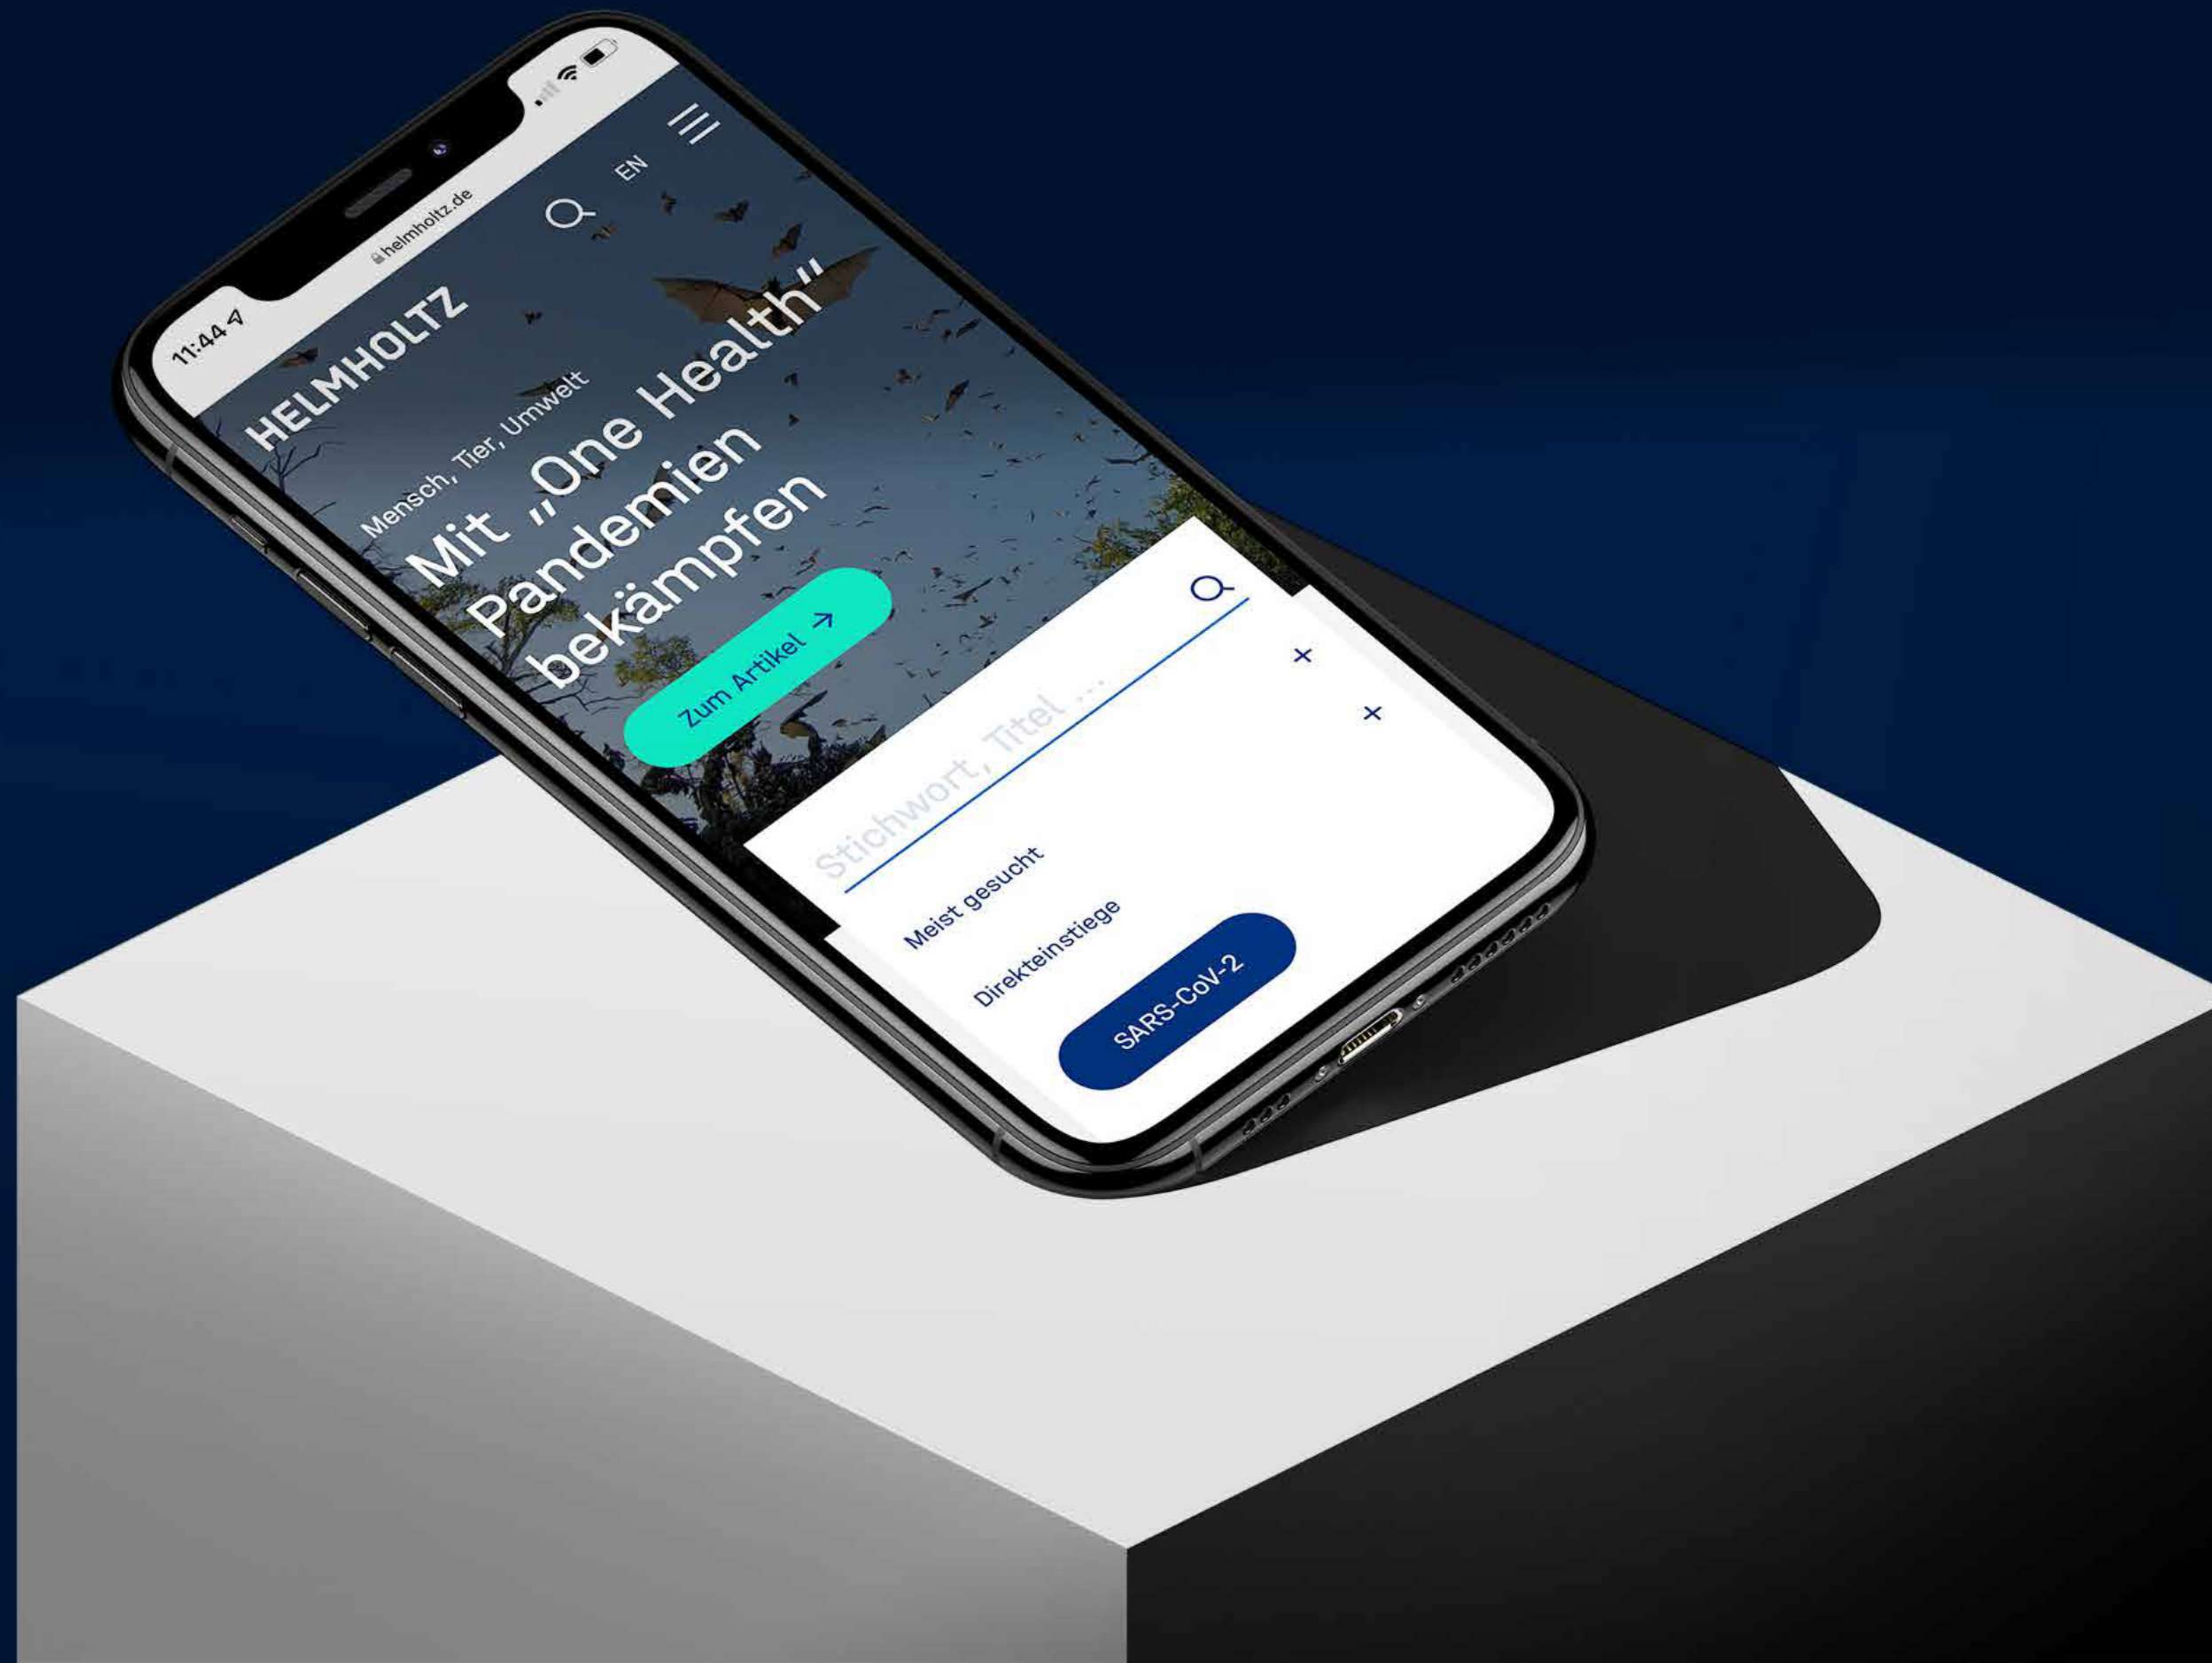 11:44
helmholtz.de
HELMHOLTZ
EN
Mensch, Tier, Umwelt
Mit „One Health“
Pandemien
bekämpfen
Zum Artikel →
Stichwort, Titel ...
Meist gesucht +
Direkteinstiege +
SARS-CoV-2